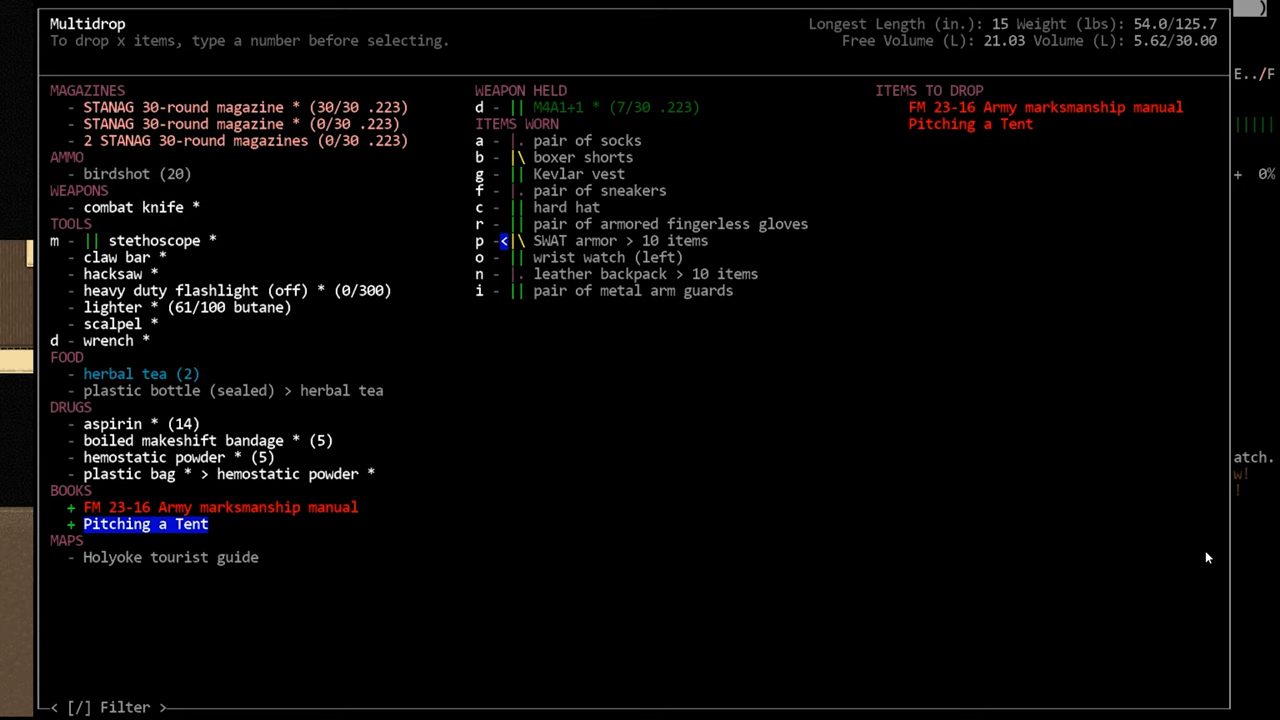 Multidrop
Longest Length (in.): 15 Weight (lbs): 54.0/125.7
To drop x items, type a number before selecting.
Free Volume (L): 21.03 Volume (L): 5.62/30.00
MAGAZINES
- STANAG 30-round magazine * (30/30 .223)
- STANAG 30-round magazine * (0/30 .223)
- 2 STANAG 30-round magazines (0/30 .223)
AMMO
- birdshot (20)
WEAPONS
- combat knife *
TOOLS
m - || stethoscope *
- claw bar *
- hacksaw *
- heavy duty flashlight (off) * (0/300)
- lighter * (61/100 butane)
- scalpel *
d - wrench *
FOOD
- herbal tea (2)
- plastic bottle (sealed) > herbal tea
DRUGS
- aspirin * (14)
- boiled makeshift bandage * (5)
- hemostatic powder * (5)
- plastic bag * > hemostatic powder *
BOOKS
+ FM 23-16 Army marksmanship manual
+ Pitching a Tent
MAPS
- Holyoke tourist guide
WEAPON HELD
d - || M4A1+1 * (7/30 .223)
ITEMS WORN
a - |. pair of socks
b - |\ boxer shorts
g - || Kevlar vest
f - |. pair of sneakers
c - || hard hat
r - || pair of armored fingerless gloves
p -<|\ SWAT armor > 10 items
o - || wrist watch (left)
n - |. leather backpack > 10 items
i - || pair of metal arm guards
ITEMS TO DROP
FM 23-16 Army marksmanship manual
Pitching a Tent
)
E../F
|||||
+ 0%
atch.
w!
!
< [/] Filter >